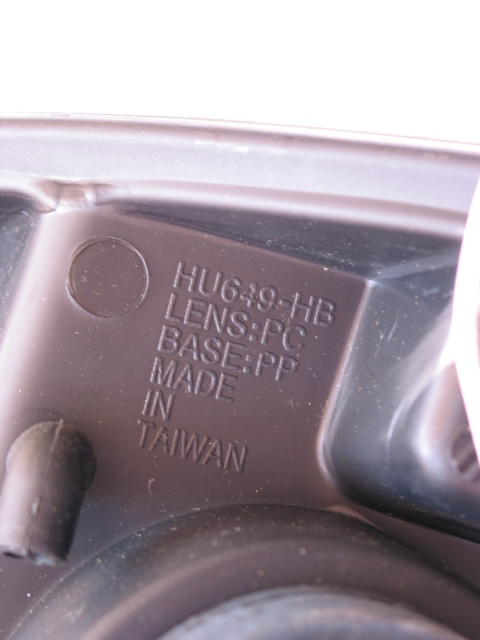 HU649-HB
LENS:PC
BASE:PP
MADE
IN
TAIWAN